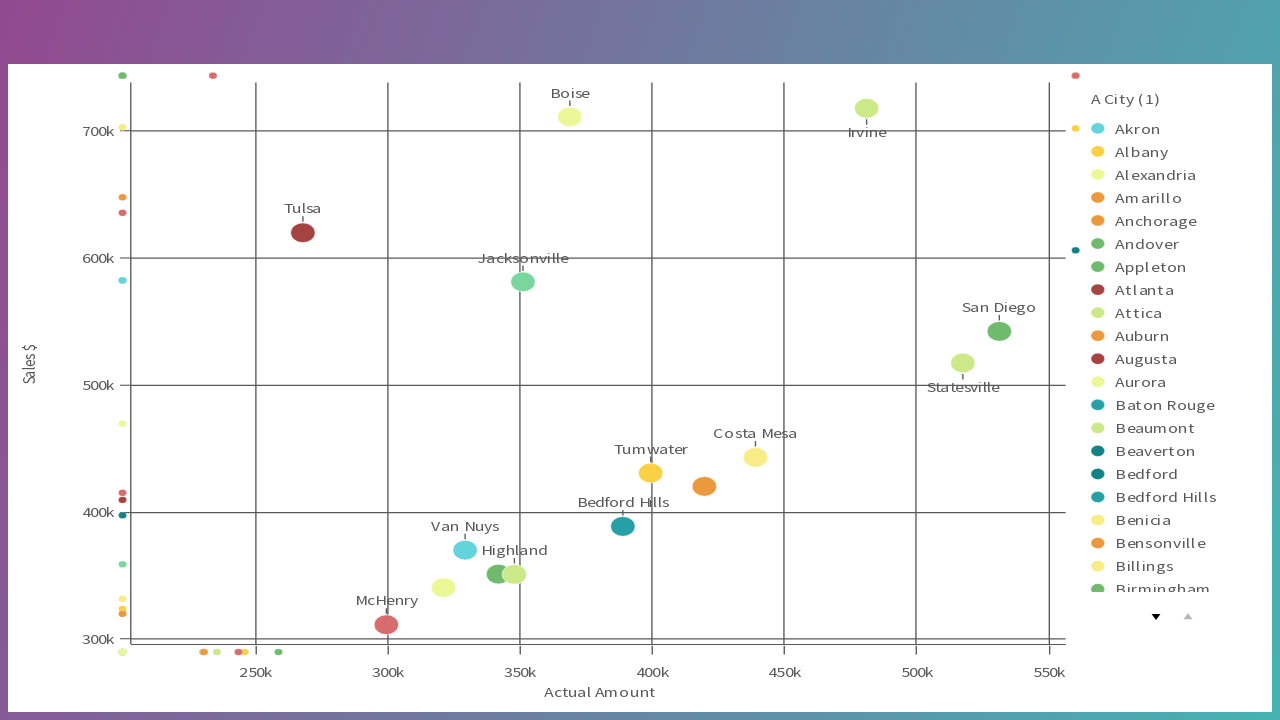 Boise
Irvine
Tulsa
Jacksonville
San Diego
Statesville
Costa Mesa
Tumwater
Bedford Hills
Van Nuys
Highland
McHenry
700k
600k
500k
400k
300k
Sales $
250k
300k
350k
400k
450k
500k
550k
Actual Amount
A City (1)
Akron
Albany
Alexandria
Amarillo
Anchorage
Andover
Appleton
Atlanta
Attica
Auburn
Augusta
Aurora
Baton Rouge
Beaumont
Beaverton
Bedford
Bedford Hills
Benicia
Bensonville
Billings
Birmingham